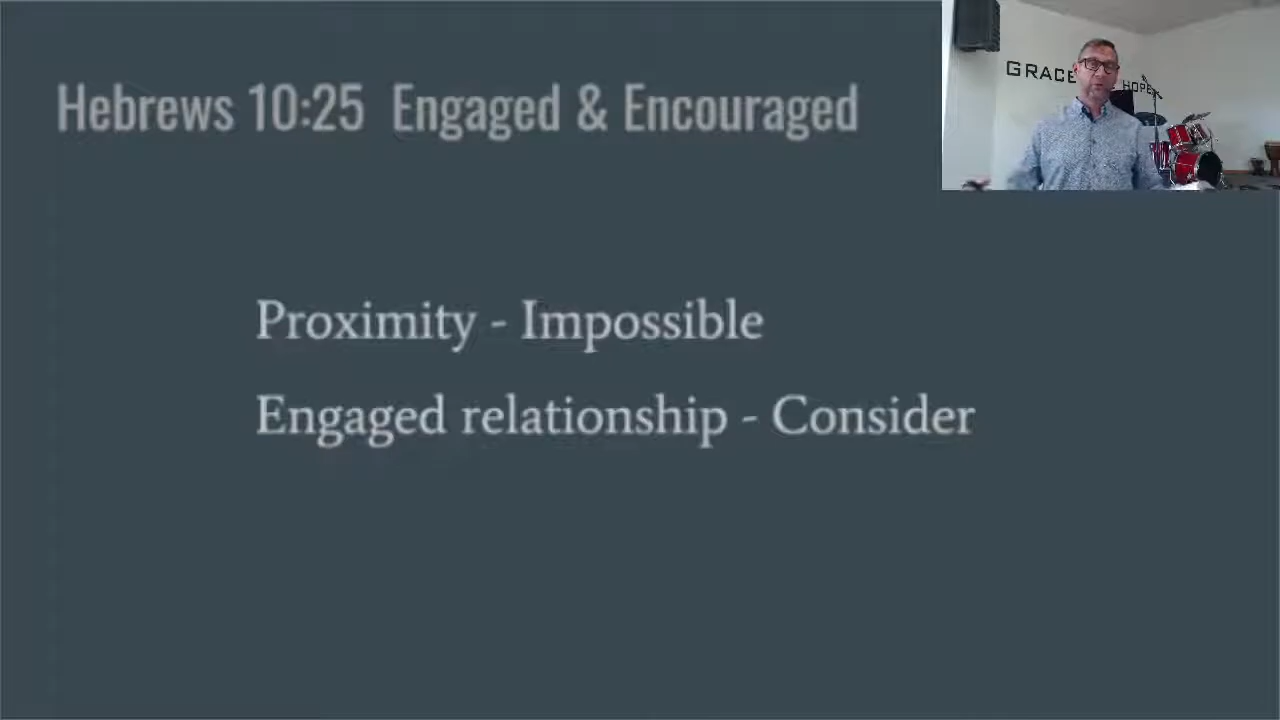 Hebrews 10:25 Engaged & Encouraged
GRACE HOPE
Proximity - Impossible
Engaged relationship - Consider